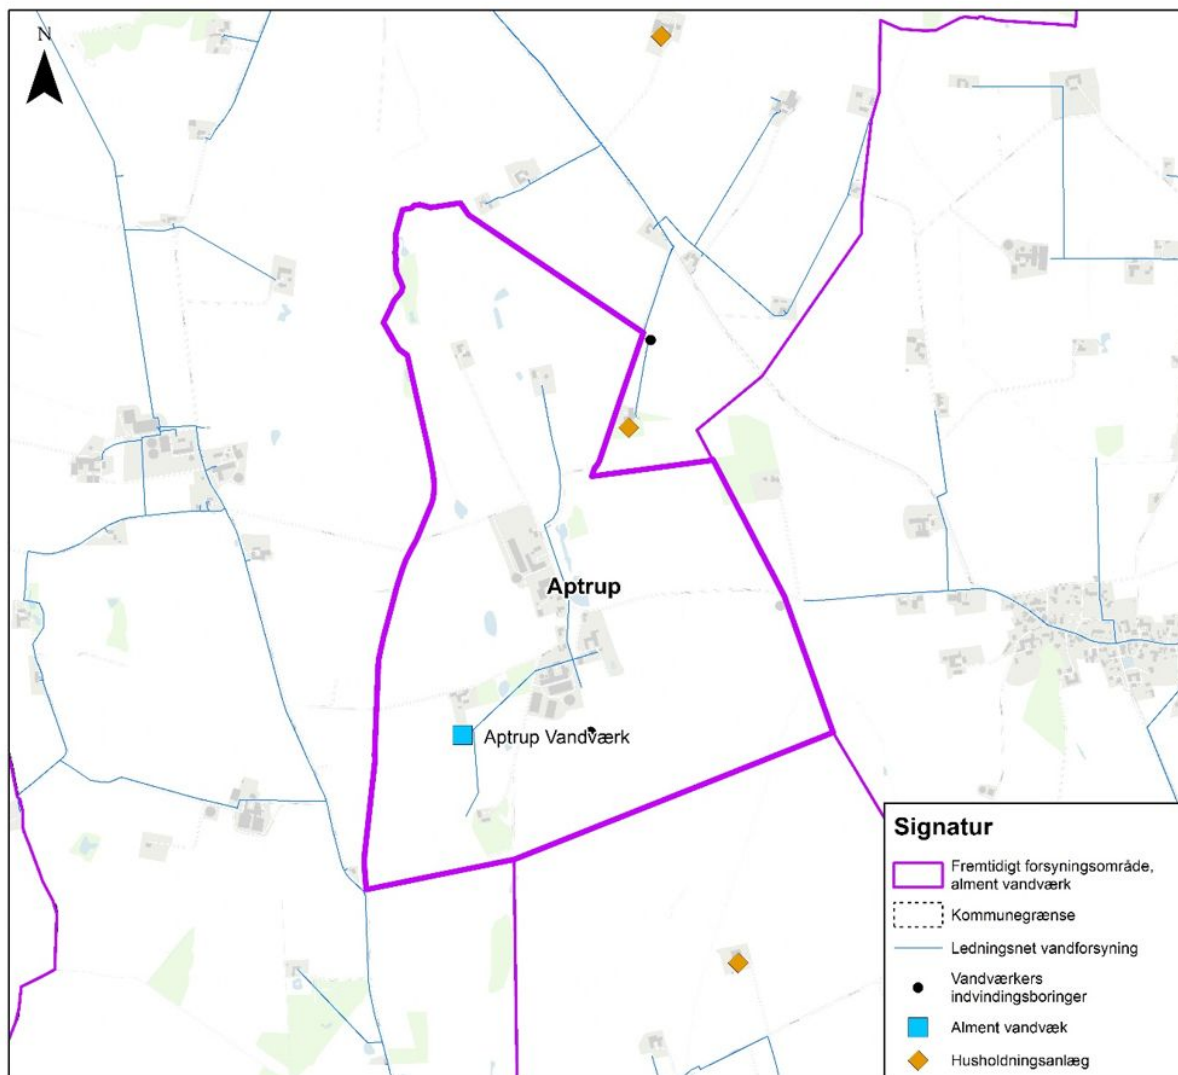 N
Aptrup
Aptrup Vandværk
Signatur
Fremtidigt forsyningsområde,
alment vandværk
Kommunegrænse
Ledningsnet vandforsyning
Vandværkers
indvindingsboringer
Alment vandvæk
Husholdningsanlæg